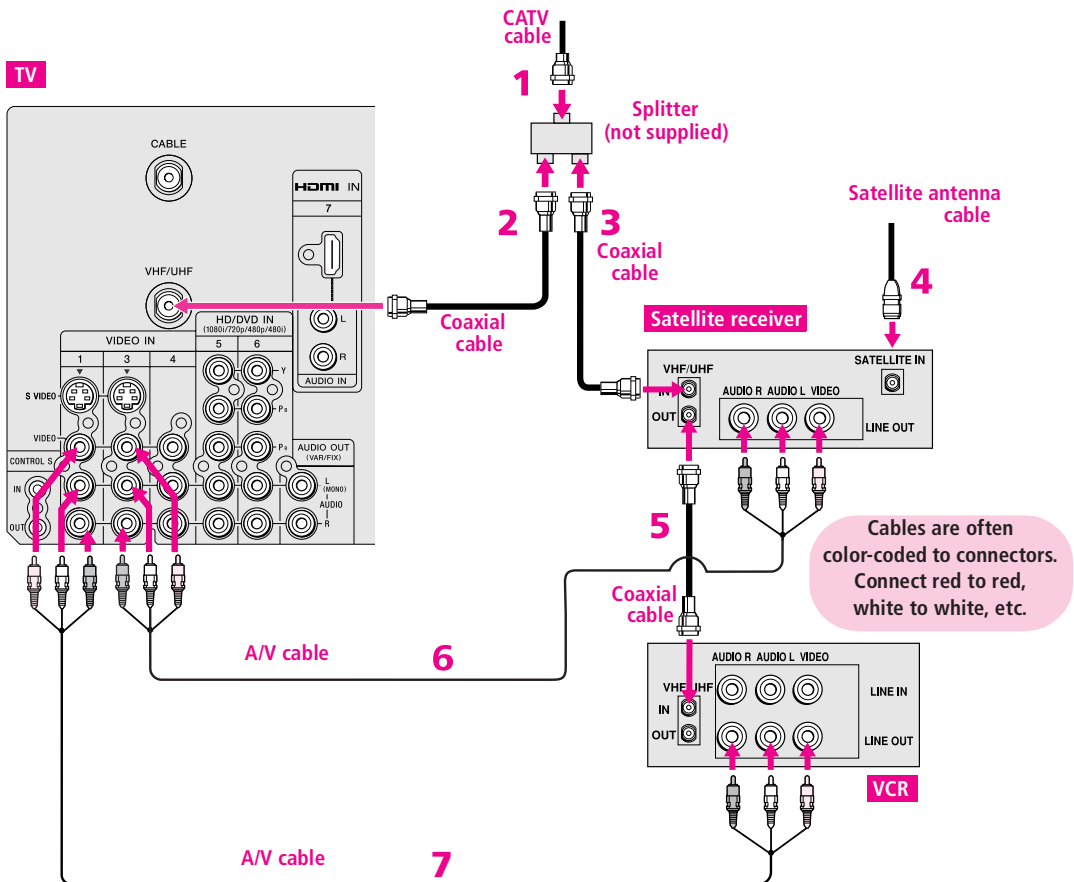 CATV
cable
1
TV
Splitter
(not supplied)
CABLE
HDMI IN
7
2
3
Satellite antenna
cable
Coaxial
cable
4
VHF/UHF
L
R
AUDIO IN
Coaxial
cable
Satellite receiver
HD/DVD IN
(1080i/720p/480p/480i)
5 6
VIDEO IN
1 3 4
Y
PB
PR
S VIDEO
VIDEO
CONTROL S
IN
OUT
AUDIO OUT
(VAR/FIX)
L
(MONO)
AUDIO
R
SATELLITE IN
VHF/UHF
IN
OUT
AUDIO R AUDIO L VIDEO
LINE OUT
5
Cables are often
color-coded to connectors.
Connect red to red,
white to white, etc.
Coaxial
cable
A/V cable
6
AUDIO R AUDIO L VIDEO
VHF/UHF
IN
OUT
LINE IN
LINE OUT
VCR
A/V cable
7